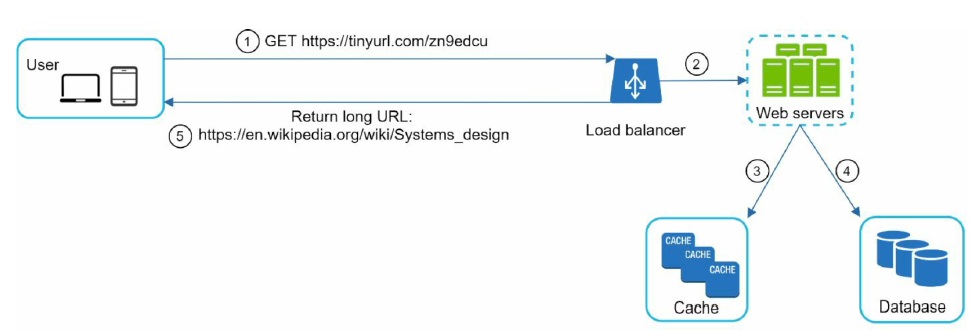 ① GET https://tinyurl.com/zn9edcu
User
②
Return long URL:
⑤ https://en.wikipedia.org/wiki/Systems_design
Load balancer
Web servers
③
④
CACHE
CACHE
CACHE
Cache
Database